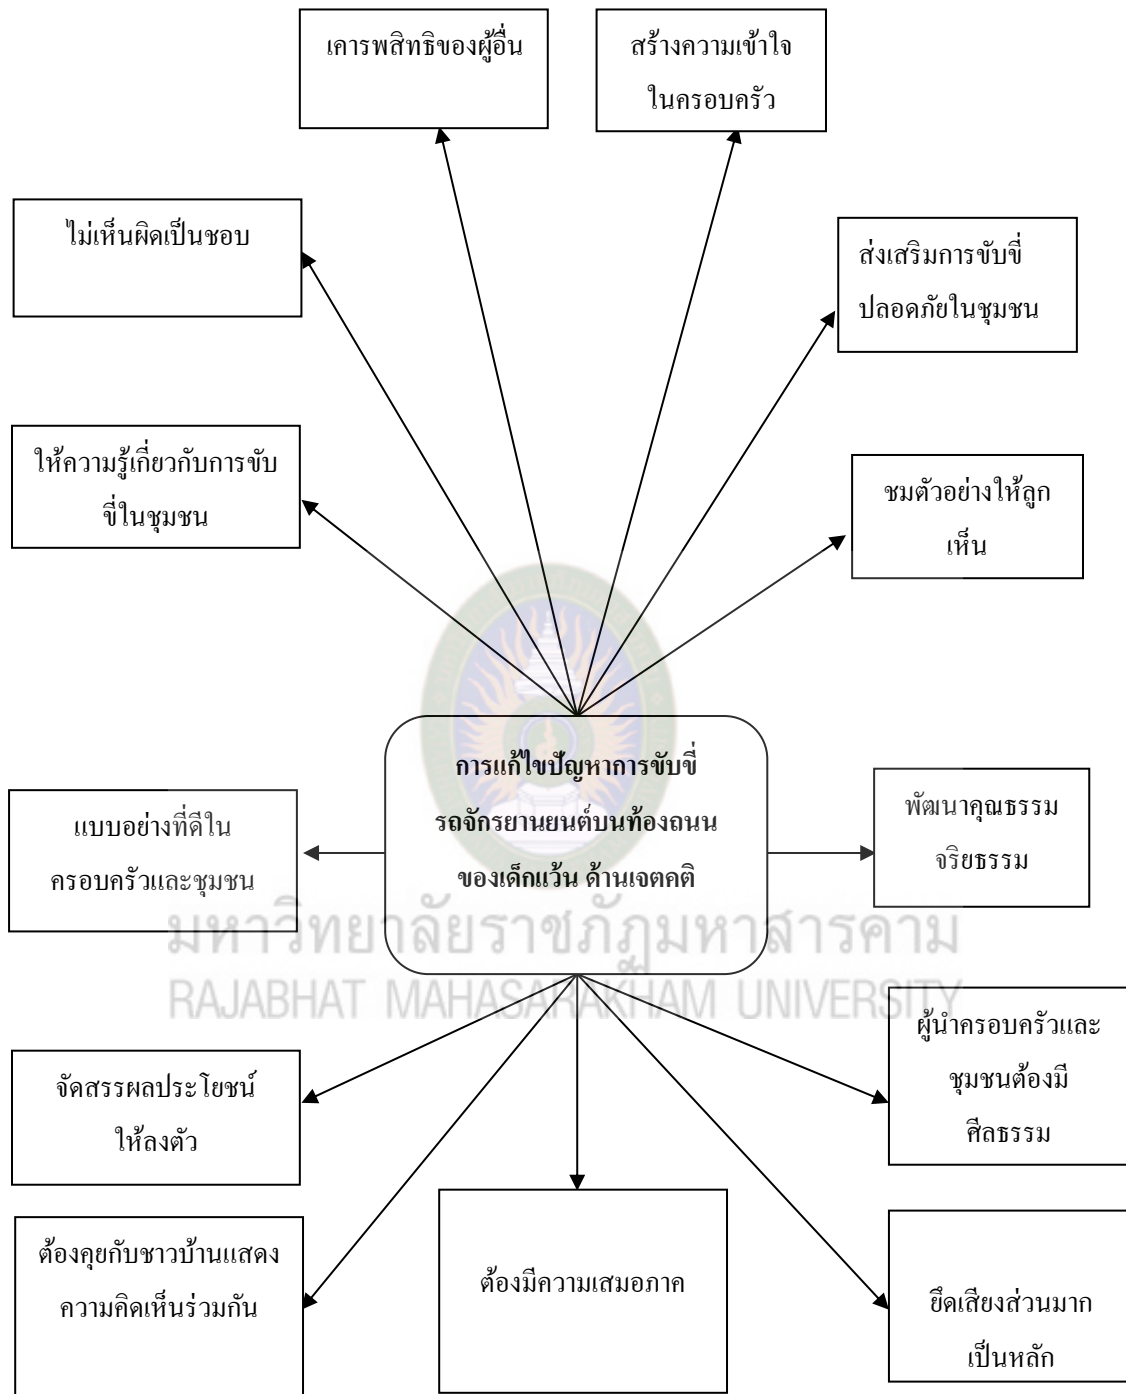 เคารพสิทธิของผู้อื่น
สร้างความเข้าใจ
ในครอบครัว
ไม่เห็นผิดเป็นชอบ
ส่งเสริมการขับขี่
ปลอดภัยในชุมชน
ให้ความรู้เกี่ยวกับการขับ
ขี่ในชุมชน
ชมตัวอย่างให้ลูก
เห็น
การแก้ไขปัญหาการขับขี่
รถจักรยานยนต์บนท้องถนน
ของเด็กแว้น ด้านเจตคติ
แบบอย่างที่ดีใน
ครอบครัวและชุมชน
พัฒนาคุณธรรม
จริยธรรม
มหาวิทยาลัยราชภัฏมหาสารคาม
RAJABHAT MAHASARAKHAM UNIVERSITY
จัดสรรผลประโยชน์
ให้ลงตัว
ผู้นำครอบครัวและ
ชุมชนต้องมี
ศีลธรรม
ต้องคุยกับชาวบ้านแสดง
ความคิดเห็นร่วมกัน
ต้องมีความเสมอภาค
ยึดเสียงส่วนมาก
เป็นหลัก